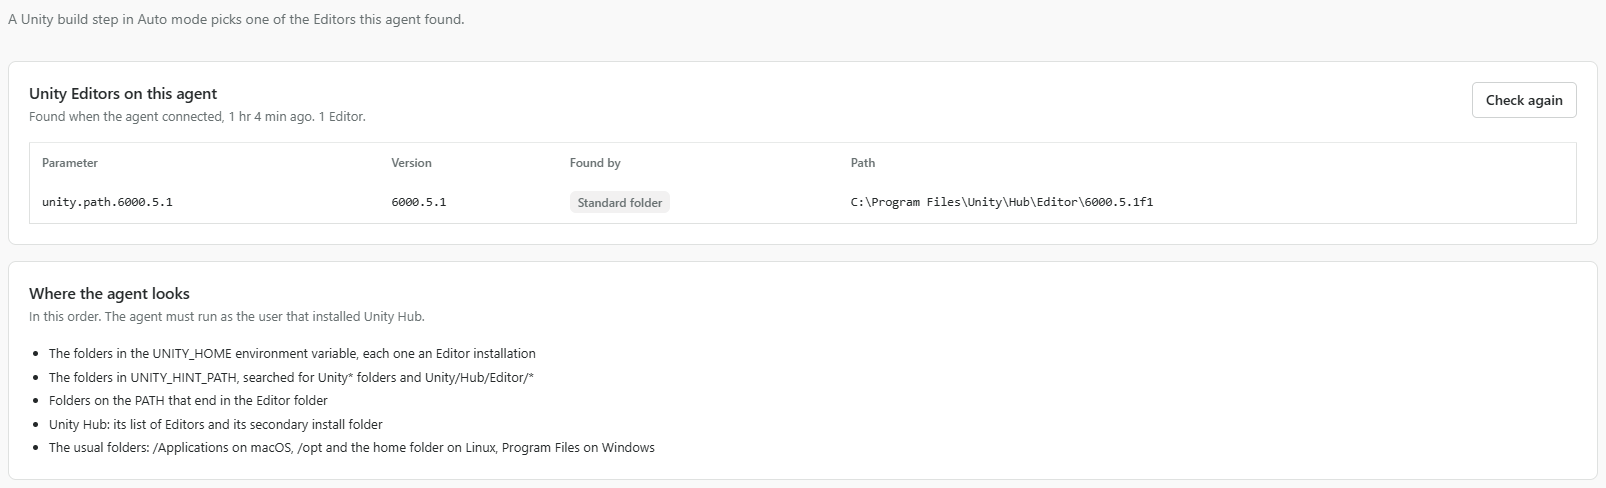 A Unity build step in Auto mode picks one of the Editors this agent found.
Unity Editors on this agent
Found when the agent connected, 1 hr 4 min ago. 1 Editor.
Check again
Parameter Version Found by Path
unity.path.6000.5.1 6000.5.1 Standard folder C:\Program Files\Unity\Hub\Editor\6000.5.1f1
Where the agent looks
In this order. The agent must run as the user that installed Unity Hub.
• The folders in the UNITY_HOME environment variable, each one an Editor installation
• The folders in UNITY_HINT_PATH, searched for Unity* folders and Unity/Hub/Editor/*
• Folders on the PATH that end in the Editor folder
• Unity Hub: its list of Editors and its secondary install folder
• The usual folders: /Applications on macOS, /opt and the home folder on Linux, Program Files on Windows